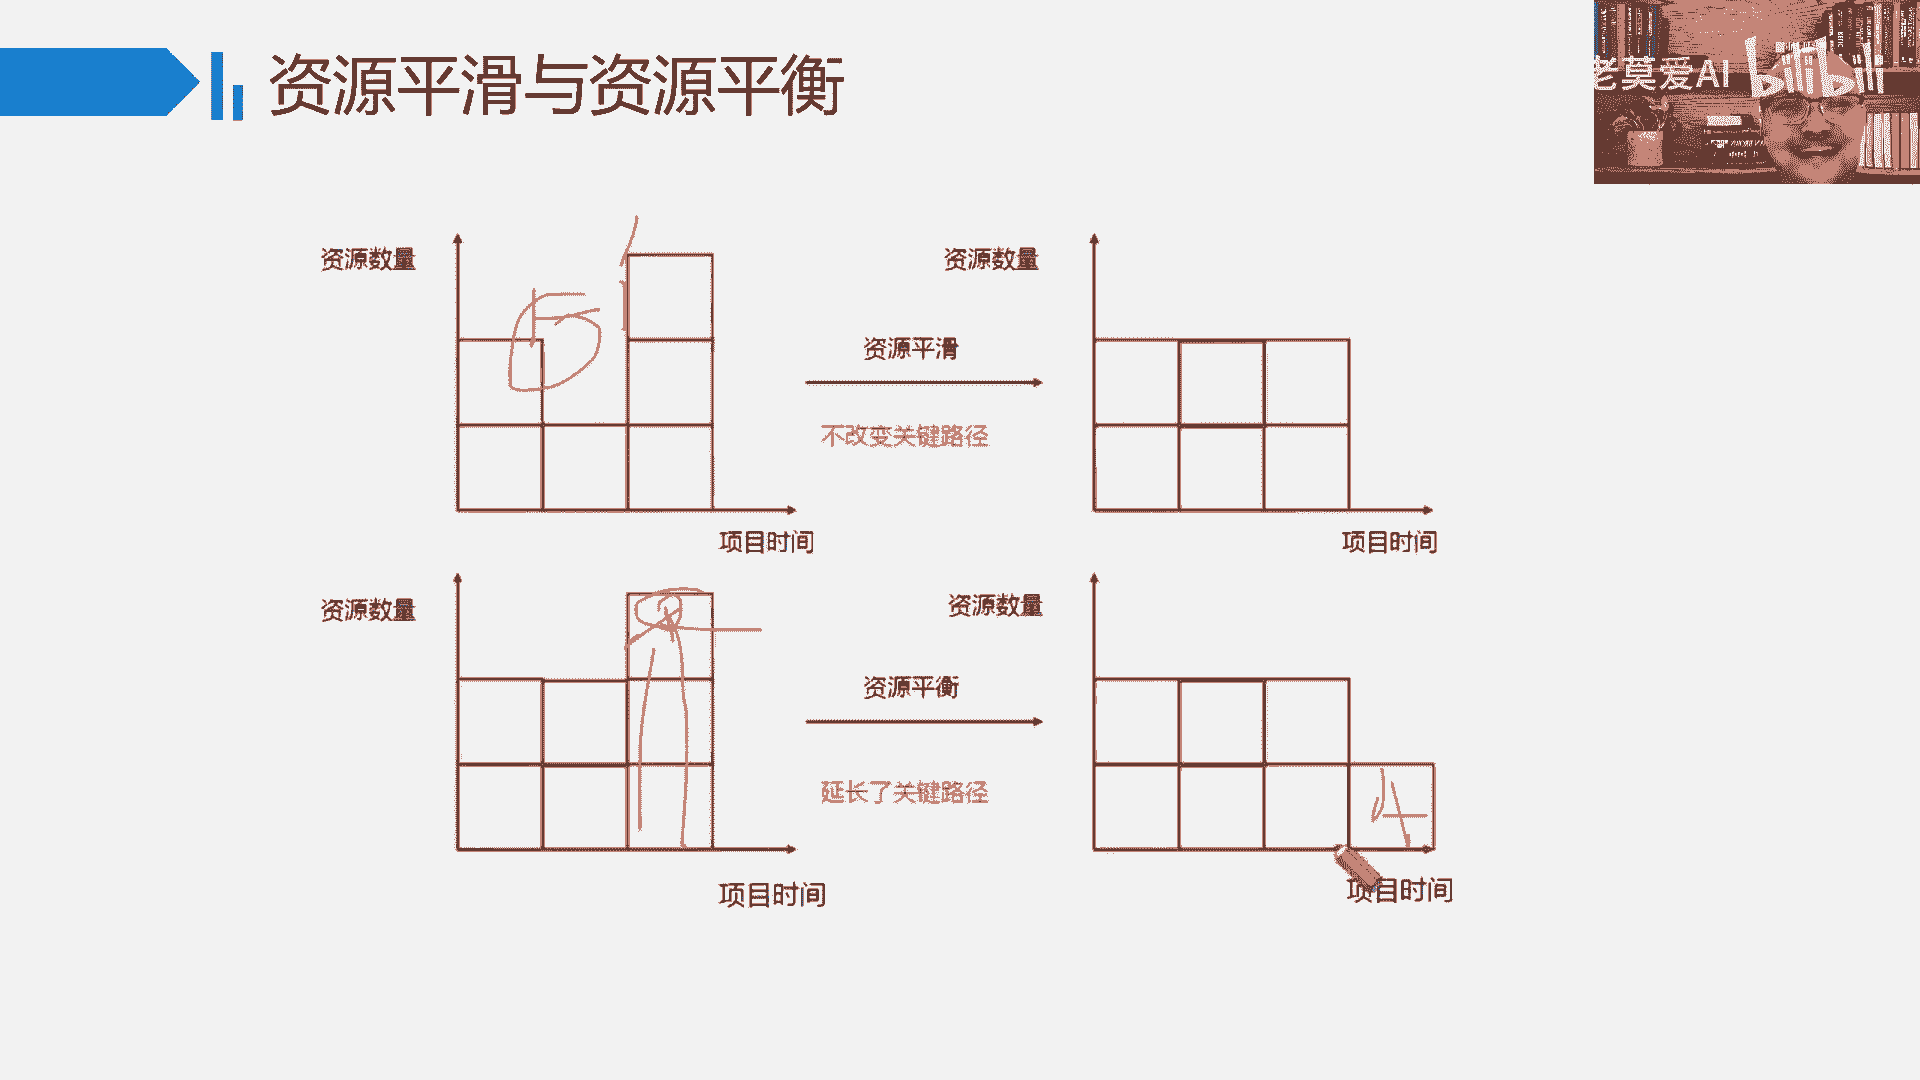 资源平滑与资源平衡
老莫爱AI
bilibili
资源数量
资源数量
资源平滑
不改变关键路径
项目时间
项目时间
资源数量
资源数量
资源平衡
延长了关键路径
4
项目时间
项目时间